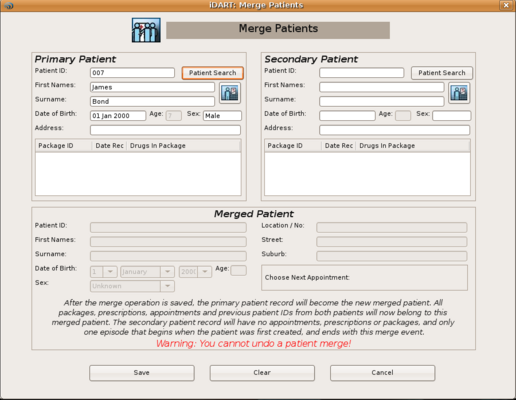 iDART: Merge Patients
Merge Patients
Primary Patient
Patient ID: 007 Patient Search
First Names: James
Surname: Bond
Date of Birth: 01 Jan 2000 Age: 7 Sex: Male
Address:
Package ID Date Rec Drugs In Package
Secondary Patient
Patient ID: Patient Search
First Names:
Surname:
Date of Birth: Age: Sex:
Address:
Package ID Date Rec Drugs In Package
Merged Patient
Patient ID:
First Names:
Surname:
Date of Birth: 1 January 2000 Age:
Sex: Unknown
Location / No:
Street:
Suburb:
Choose Next Appointment:
After the merge operation is saved, the primary patient record will become the new merged patient. All
packages, prescriptions, appointments and previous patient IDs from both patients will now belong to this
merged patient. The secondary patient record will have no appointments, prescriptions or packages, and only
one episode that begins when the patient was first created, and ends with this merge event.
Warning: You cannot undo a patient merge!
Save Clear Cancel